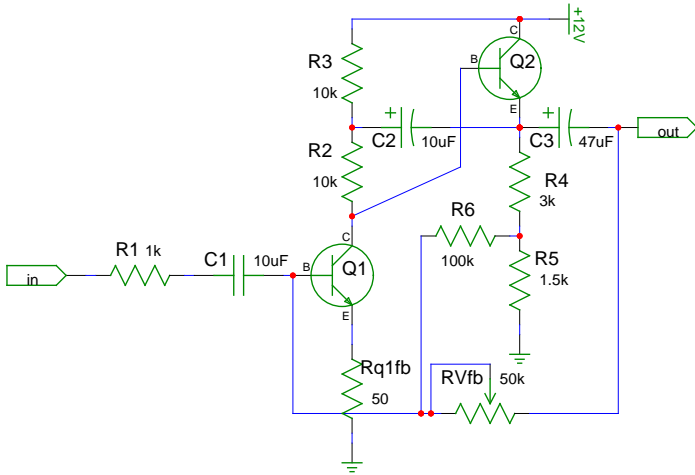 +12V
C
R3
B
Q2
10k
E
+
+
C2
10uF
C3
47uF
out
R2
10k
R4
3k
R6
100k
C
R1 1k
C1
10uF
B
Q1
R5
1.5k
in
E
Rq1fb
50
RVfb
50k